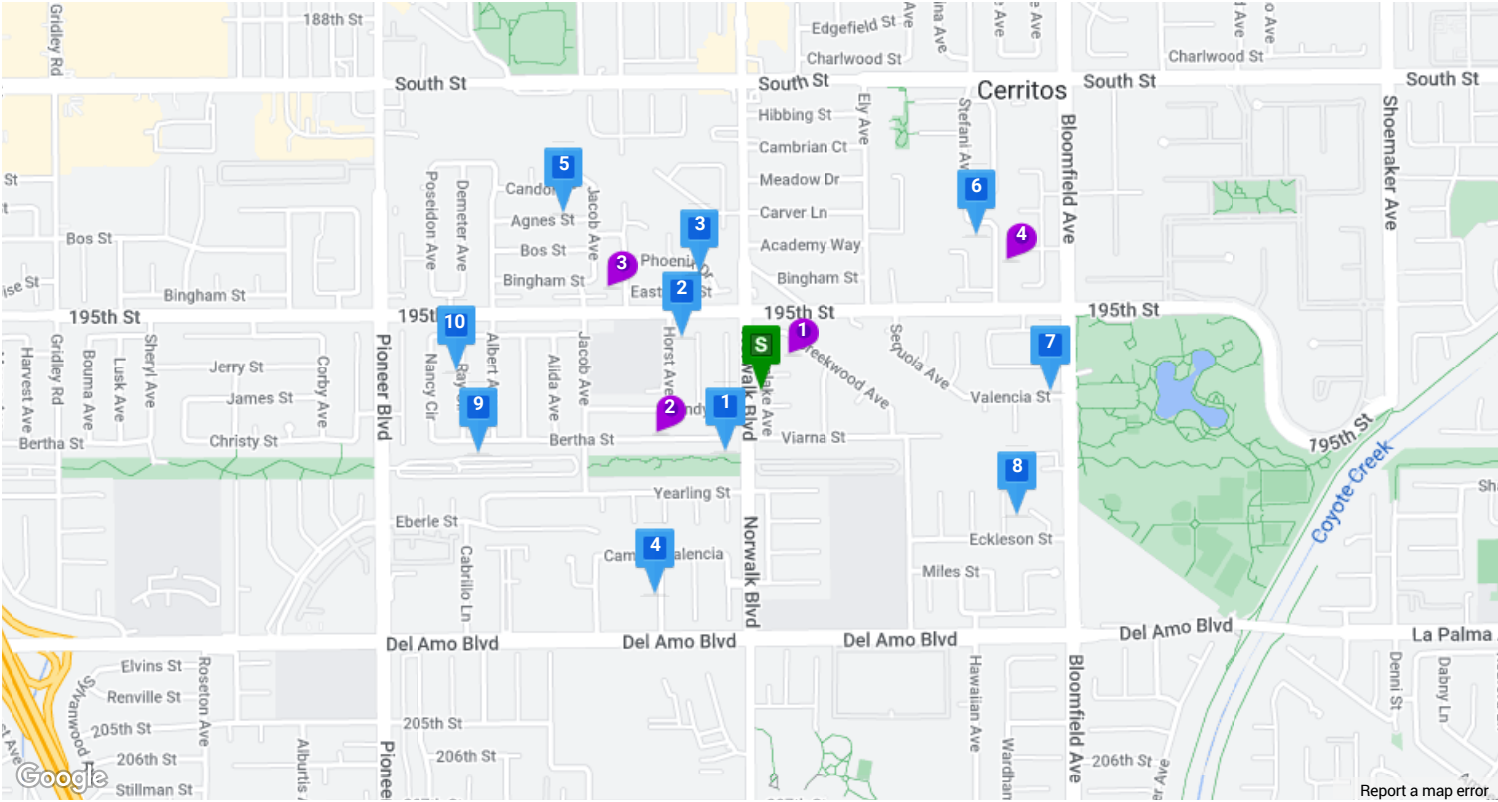 Gridley Rd
188th St
Edgefield St
Ave
Ave
Ave
Charlwood St
Charlwood St
South St
South St
Cerritos
South St
South St
Hibbing St
Ely Ave
Stefani Av
Bloomfield Ave
Shoemaker Ave
Cambrian Ct
5
St
Poseidon Ave
Demeter Ave
Jacob Ave
Meadow Dr
6
Agnes St
3
Carver Ln
4
Bos St
Bos St
Academy Way
3
Bingham St
2
Bingham St
Bingham St
195th St
195th St
195th St
10
S
1
Harvest Ave
Gridley Rd
Bouma Ave
Lusk Ave
Sheryl Ave
Corby Ave
Pioneer Blvd
Nancy Cir
Alida Ave
Jacob Ave
Horst Ave
Sequoia Ave
7
Jerry St
James St
9
2
1
Valencia St
Bertha St
Christy St
Bertha St
Viarna St
195th St
8
Coyote Creek
Yearling St
Eberle St
Norwalk Blvd
Eckleson St
4
Cabrillo Ln
Miles St
Del Amo Blvd
Del Amo Blvd
Del Amo Blvd
Del Amo Blvd
La Palma
Elvins St
Roseton Ave
Renville St
Hawaiian Ave
Bloomfield Ave
Denni St
Dabny Ln
205th St
205th St
206th St
206th St
206th St
Stillman St
Google
Report a map error